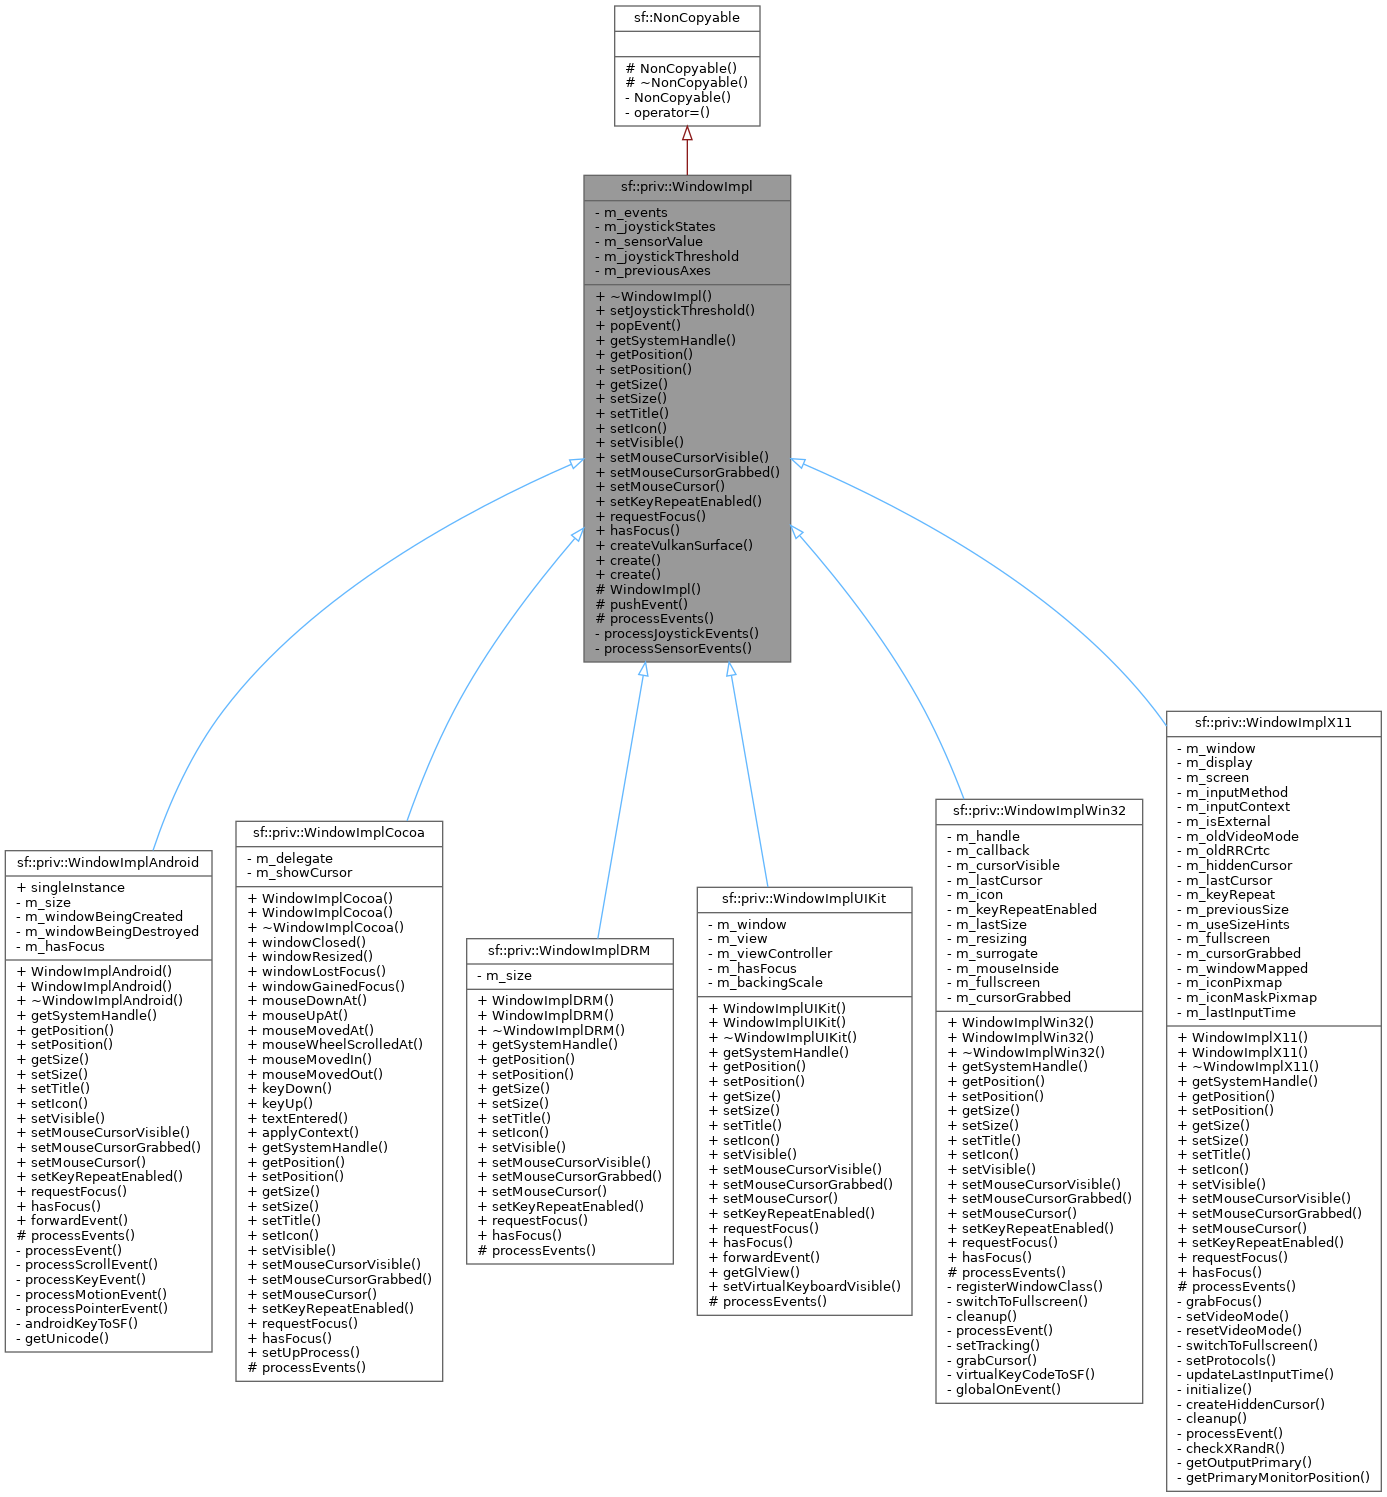 sf::NonCopyable
# NonCopyable()
# ~NonCopyable()
- NonCopyable()
- operator=()
sf::priv::WindowImpl
- m_events
- m_joystickStates
- m_sensorValue
- m_joystickThreshold
- m_previousAxes
+ ~WindowImpl()
+ setJoystickThreshold()
+ popEvent()
+ getSystemHandle()
+ getPosition()
+ setPosition()
+ getSize()
+ setSize()
+ setTitle()
+ setIcon()
+ setVisible()
+ setMouseCursorVisible()
+ setMouseCursorGrabbed()
+ setMouseCursor()
+ setKeyRepeatEnabled()
+ requestFocus()
+ hasFocus()
+ createVulkanSurface()
+ create()
+ create()
# WindowImpl()
# pushEvent()
# processEvents()
- processJoystickEvents()
- processSensorEvents()
sf::priv::WindowImplAndroid
+ singleInstance
- m_size
- m_windowBeingCreated
- m_windowBeingDestroyed
- m_hasFocus
+ WindowImplAndroid()
+ WindowImplAndroid()
+ ~WindowImplAndroid()
+ getSystemHandle()
+ getPosition()
+ setPosition()
+ getSize()
+ setSize()
+ setTitle()
+ setIcon()
+ setVisible()
+ setMouseCursorVisible()
+ setMouseCursorGrabbed()
+ setMouseCursor()
+ setKeyRepeatEnabled()
+ requestFocus()
+ hasFocus()
+ forwardEvent()
# processEvents()
- processEvent()
- processScrollEvent()
- processKeyEvent()
- processMotionEvent()
- processPointerEvent()
- androidKeyToSF()
- getUnicode()
sf::priv::WindowImplCocoa
- m_delegate
- m_showCursor
+ WindowImplCocoa()
+ WindowImplCocoa()
+ ~WindowImplCocoa()
+ windowClosed()
+ windowResized()
+ windowLostFocus()
+ windowGainedFocus()
+ mouseDownAt()
+ mouseUpAt()
+ mouseMovedAt()
+ mouseWheelScrolledAt()
+ mouseMovedIn()
+ mouseMovedOut()
+ keyDown()
+ keyUp()
+ textEntered()
+ applyContext()
+ getSystemHandle()
+ getPosition()
+ setPosition()
+ getSize()
+ setSize()
+ setTitle()
+ setIcon()
+ setVisible()
+ setMouseCursorVisible()
+ setMouseCursorGrabbed()
+ setMouseCursor()
+ setKeyRepeatEnabled()
+ requestFocus()
+ hasFocus()
+ setUpProcess()
# processEvents()
sf::priv::WindowImplDRM
- m_size
+ WindowImplDRM()
+ WindowImplDRM()
+ ~WindowImplDRM()
+ getSystemHandle()
+ getPosition()
+ setPosition()
+ getSize()
+ setSize()
+ setTitle()
+ setIcon()
+ setVisible()
+ setMouseCursorVisible()
+ setMouseCursorGrabbed()
+ setMouseCursor()
+ setKeyRepeatEnabled()
+ requestFocus()
+ hasFocus()
# processEvents()
sf::priv::WindowImplUIKit
- m_window
- m_view
- m_viewController
- m_hasFocus
- m_backingScale
+ WindowImplUIKit()
+ WindowImplUIKit()
+ ~WindowImplUIKit()
+ getSystemHandle()
+ getPosition()
+ setPosition()
+ getSize()
+ setSize()
+ setTitle()
+ setIcon()
+ setVisible()
+ setMouseCursorVisible()
+ setMouseCursorGrabbed()
+ setMouseCursor()
+ setKeyRepeatEnabled()
+ requestFocus()
+ hasFocus()
+ forwardEvent()
+ getGlView()
+ setVirtualKeyboardVisible()
# processEvents()
sf::priv::WindowImplWin32
- m_handle
- m_callback
- m_cursorVisible
- m_lastCursor
- m_icon
- m_keyRepeatEnabled
- m_lastSize
- m_resizing
- m_surrogate
- m_mouseInside
- m_fullscreen
- m_cursorGrabbed
+ WindowImplWin32()
+ WindowImplWin32()
+ ~WindowImplWin32()
+ getSystemHandle()
+ getPosition()
+ setPosition()
+ getSize()
+ setSize()
+ setTitle()
+ setIcon()
+ setVisible()
+ setMouseCursorVisible()
+ setMouseCursorGrabbed()
+ setMouseCursor()
+ setKeyRepeatEnabled()
+ requestFocus()
+ hasFocus()
# processEvents()
- registerWindowClass()
- switchToFullscreen()
- cleanup()
- processEvent()
- setTracking()
- grabCursor()
- virtualKeyCodeToSF()
- globalOnEvent()
sf::priv::WindowImplX11
- m_window
- m_display
- m_screen
- m_inputMethod
- m_inputContext
- m_isExternal
- m_oldVideoMode
- m_oldRRCrtc
- m_hiddenCursor
- m_lastCursor
- m_keyRepeat
- m_previousSize
- m_useSizeHints
- m_fullscreen
- m_cursorGrabbed
- m_windowMapped
- m_iconPixmap
- m_iconMaskPixmap
- m_lastInputTime
+ WindowImplX11()
+ WindowImplX11()
+ ~WindowImplX11()
+ getSystemHandle()
+ getPosition()
+ setPosition()
+ getSize()
+ setSize()
+ setTitle()
+ setIcon()
+ setVisible()
+ setMouseCursorVisible()
+ setMouseCursorGrabbed()
+ setMouseCursor()
+ setKeyRepeatEnabled()
+ requestFocus()
+ hasFocus()
# processEvents()
- grabFocus()
- setVideoMode()
- resetVideoMode()
- switchToFullscreen()
- setProtocols()
- updateLastInputTime()
- initialize()
- createHiddenCursor()
- cleanup()
- processEvent()
- checkXRandR()
- getOutputPrimary()
- getPrimaryMonitorPosition()